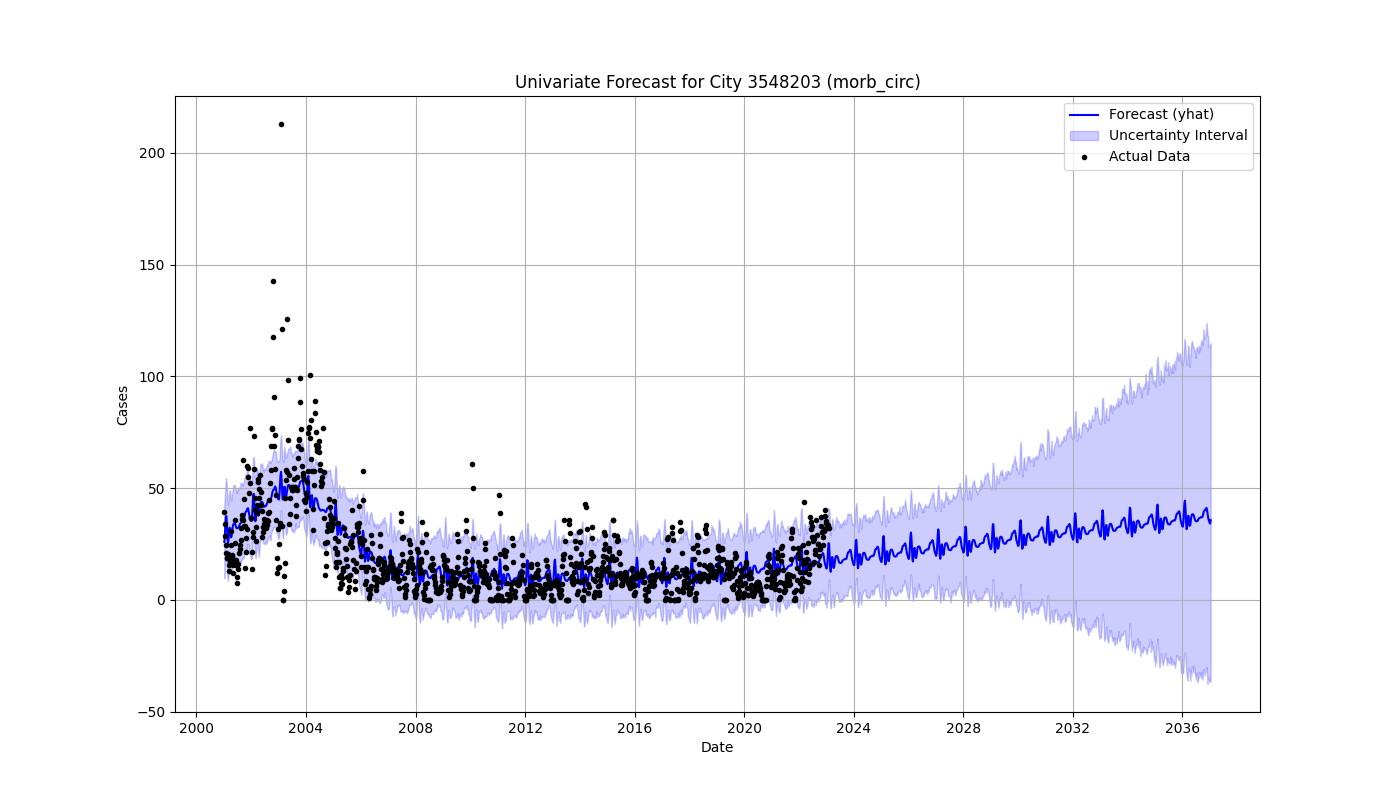 Univariate Forecast for City 3548203 (morb_circ)
Forecast (yhat)
Uncertainty Interval
Actual Data
Cases
200
150
100
50
0
−50
2000 2004 2008 2012 2016 2020 2024 2028 2032 2036
Date